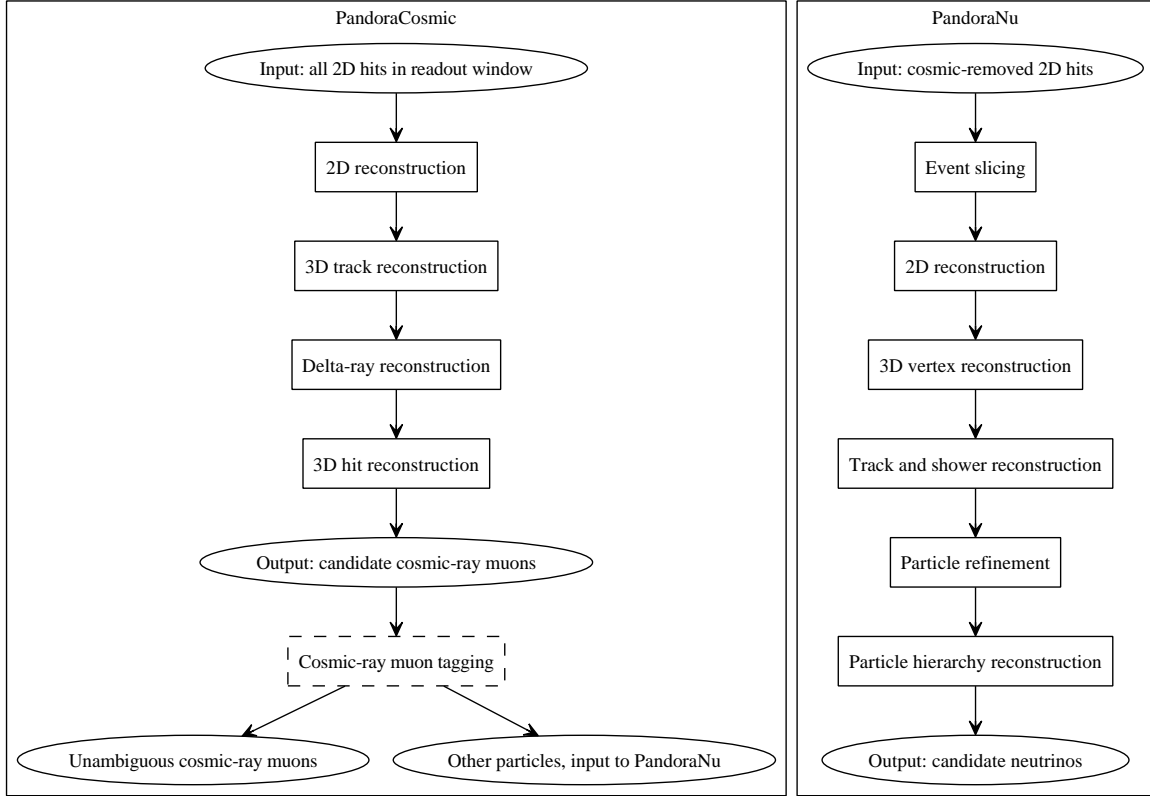 PandoraCosmic
Input: all 2D hits in readout window
2D reconstruction
3D track reconstruction
Delta-ray reconstruction
3D hit reconstruction
Output: candidate cosmic-ray muons
Cosmic-ray muon tagging
Unambiguous cosmic-ray muons
Other particles, input to PandoraNu
PandoraNu
Input: cosmic-removed 2D hits
Event slicing
2D reconstruction
3D vertex reconstruction
Track and shower reconstruction
Particle refinement
Particle hierarchy reconstruction
Output: candidate neutrinos